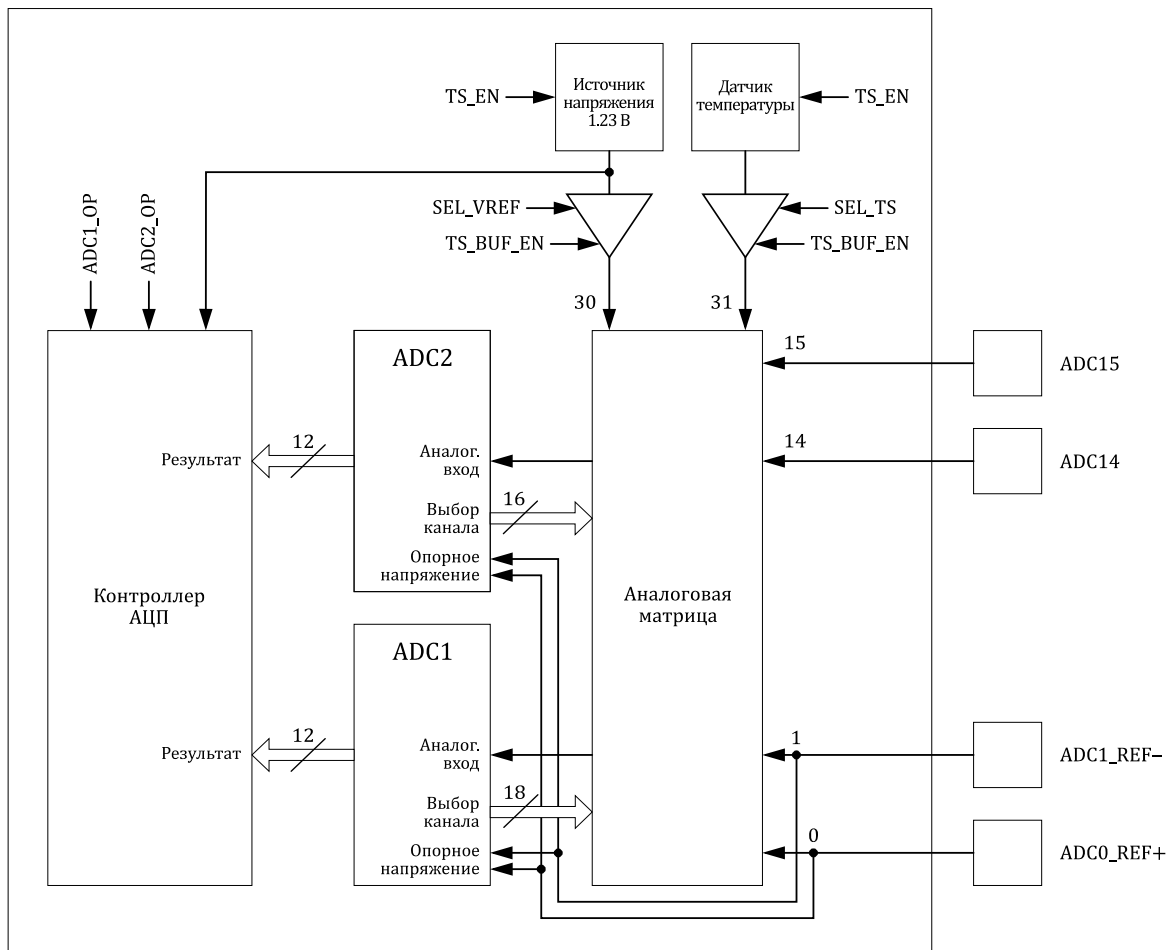 Источник
напряжения
1.23 В
Датчик
температуры
TS_EN
TS_EN
ADC1_OP
ADC2_OP
SEL_VREF
TS_BUF_EN
SEL_TS
TS_BUF_EN
30
31
15
ADC15
14
ADC14
ADC2
12
Результат
Аналог.
вход
Выбор
канала
16
Опорное
напряжение
Контроллер
АЦП
Аналоговая
матрица
ADC1
12
Результат
Аналог.
вход
Выбор
канала
18
Опорное
напряжение
1
ADC1_REF−
0
ADC0_REF+